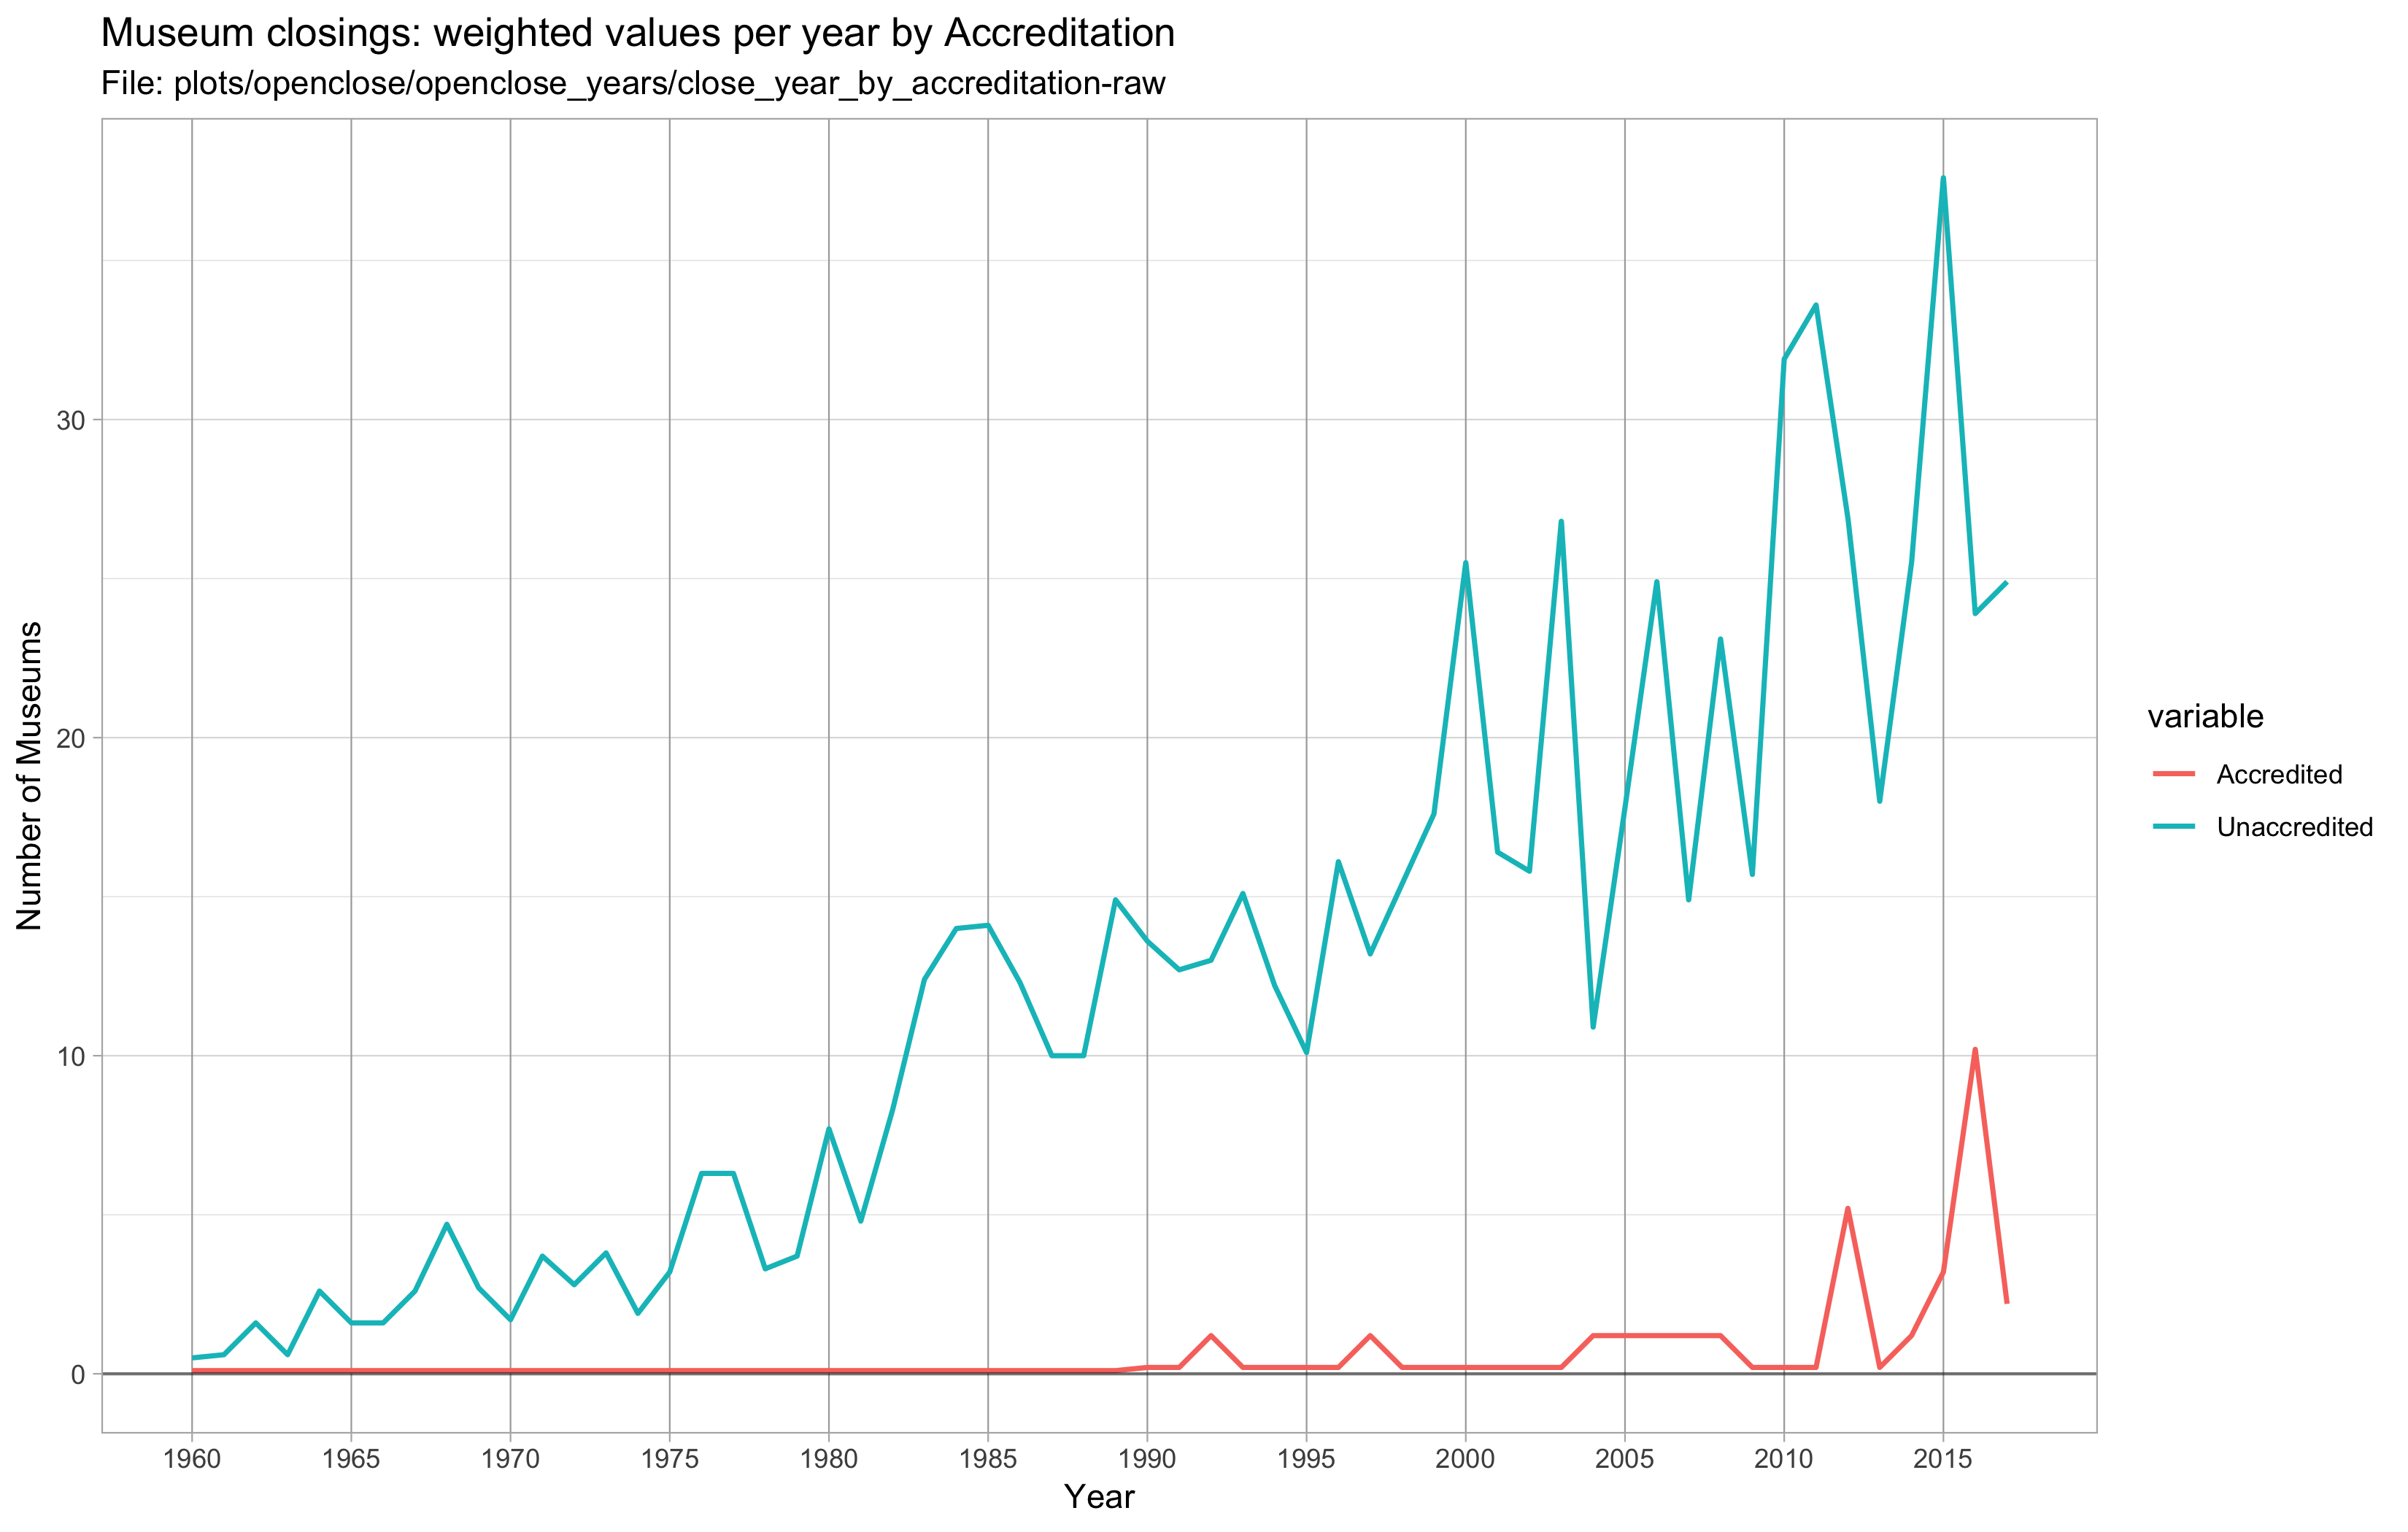 Museum closings: weighted values per year by Accreditation
File: plots/openclose/openclose_years/close_year_by_accreditation-raw
Number of Museums
30
20
10
0
1960 1965 1970 1975 1980 1985 1990 1995 2000 2005 2010 2015
Year
variable
Accredited
Unaccredited